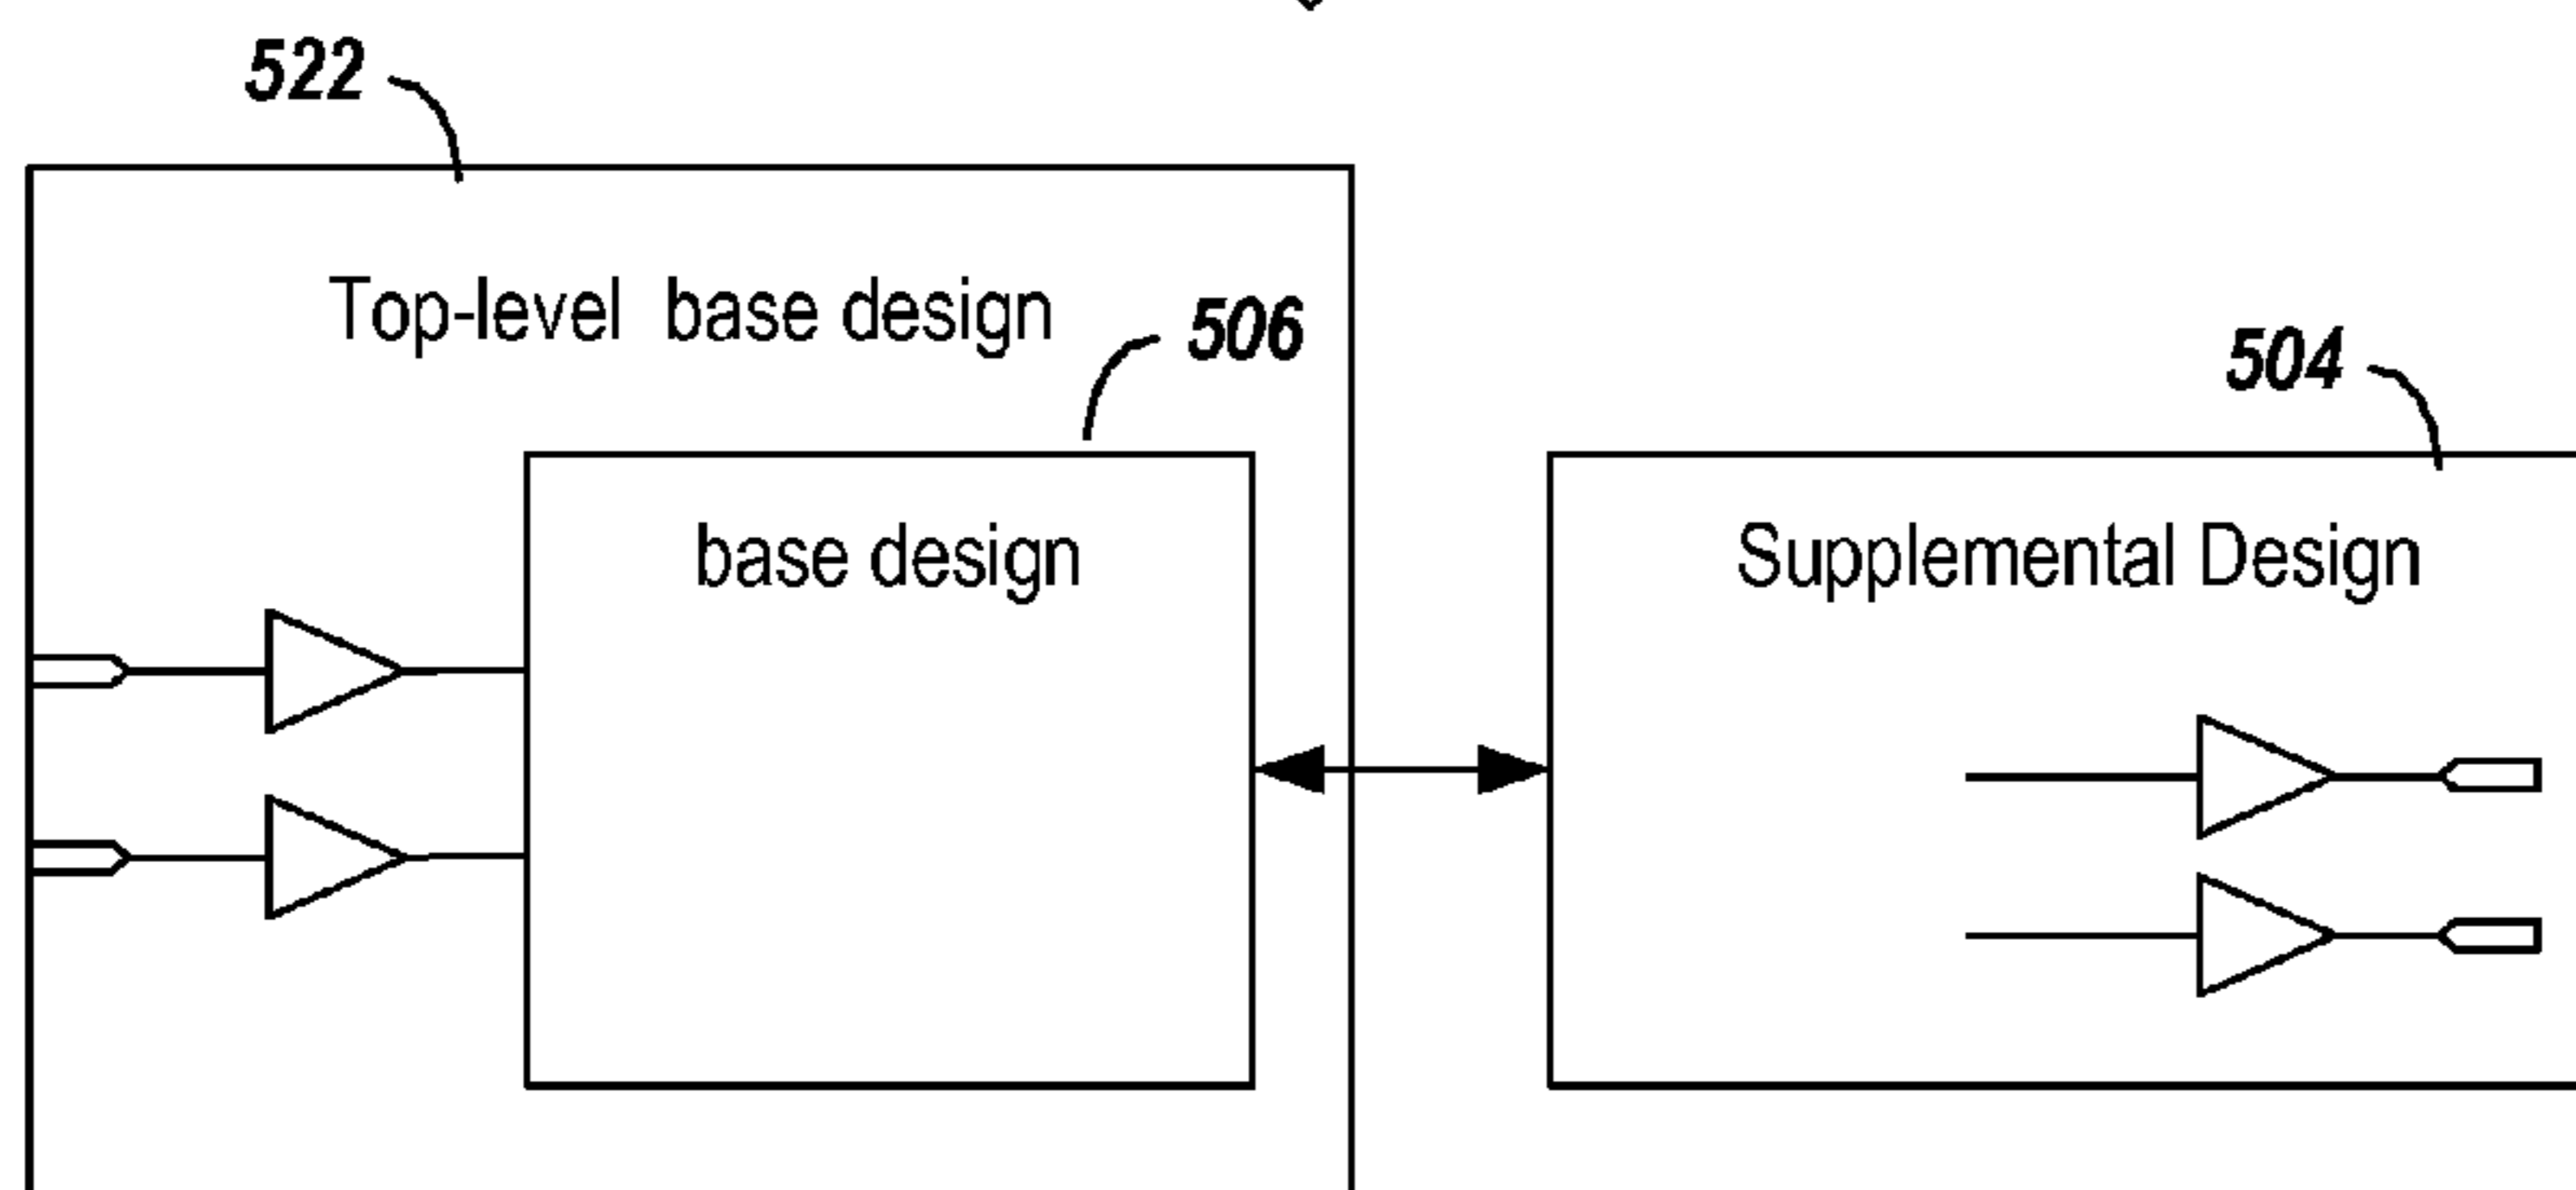 522
Top-level base design
506
504
base design
Supplemental Design